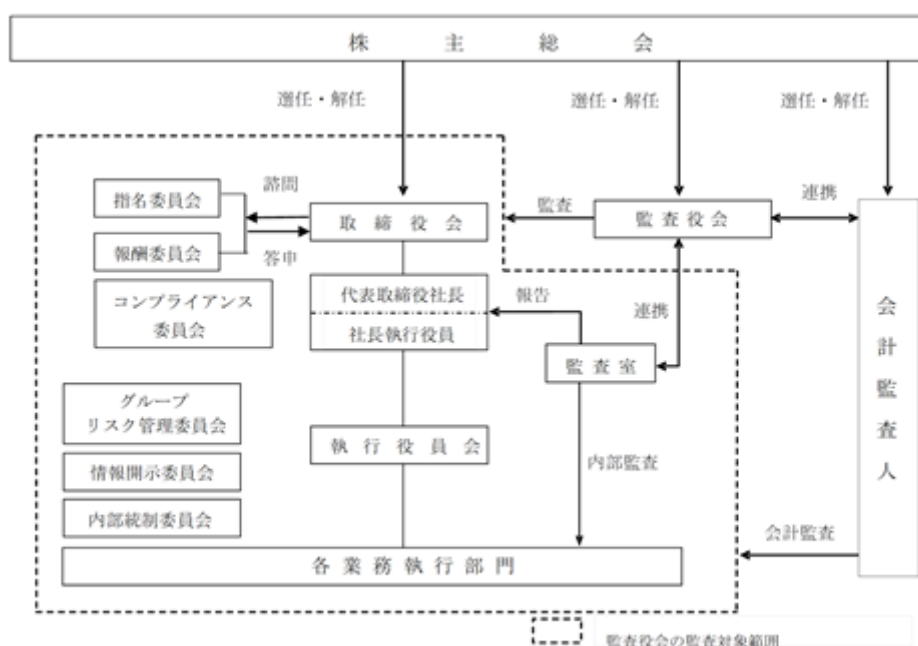 株主総会
選任・解任
選任・解任
選任・解任
指名委員会
諮問
取締役会
監査
監査役会
連携
報酬委員会
答申
コンプライアンス
委員会
代表取締役社長
社長執行役員
報告
連携
監査室
会計監査人
グループ
リスク管理委員会
執行役員会
内部監査
情報開示委員会
内部統制委員会
会計監査
各業務執行部門
監査役会の監査対象範囲